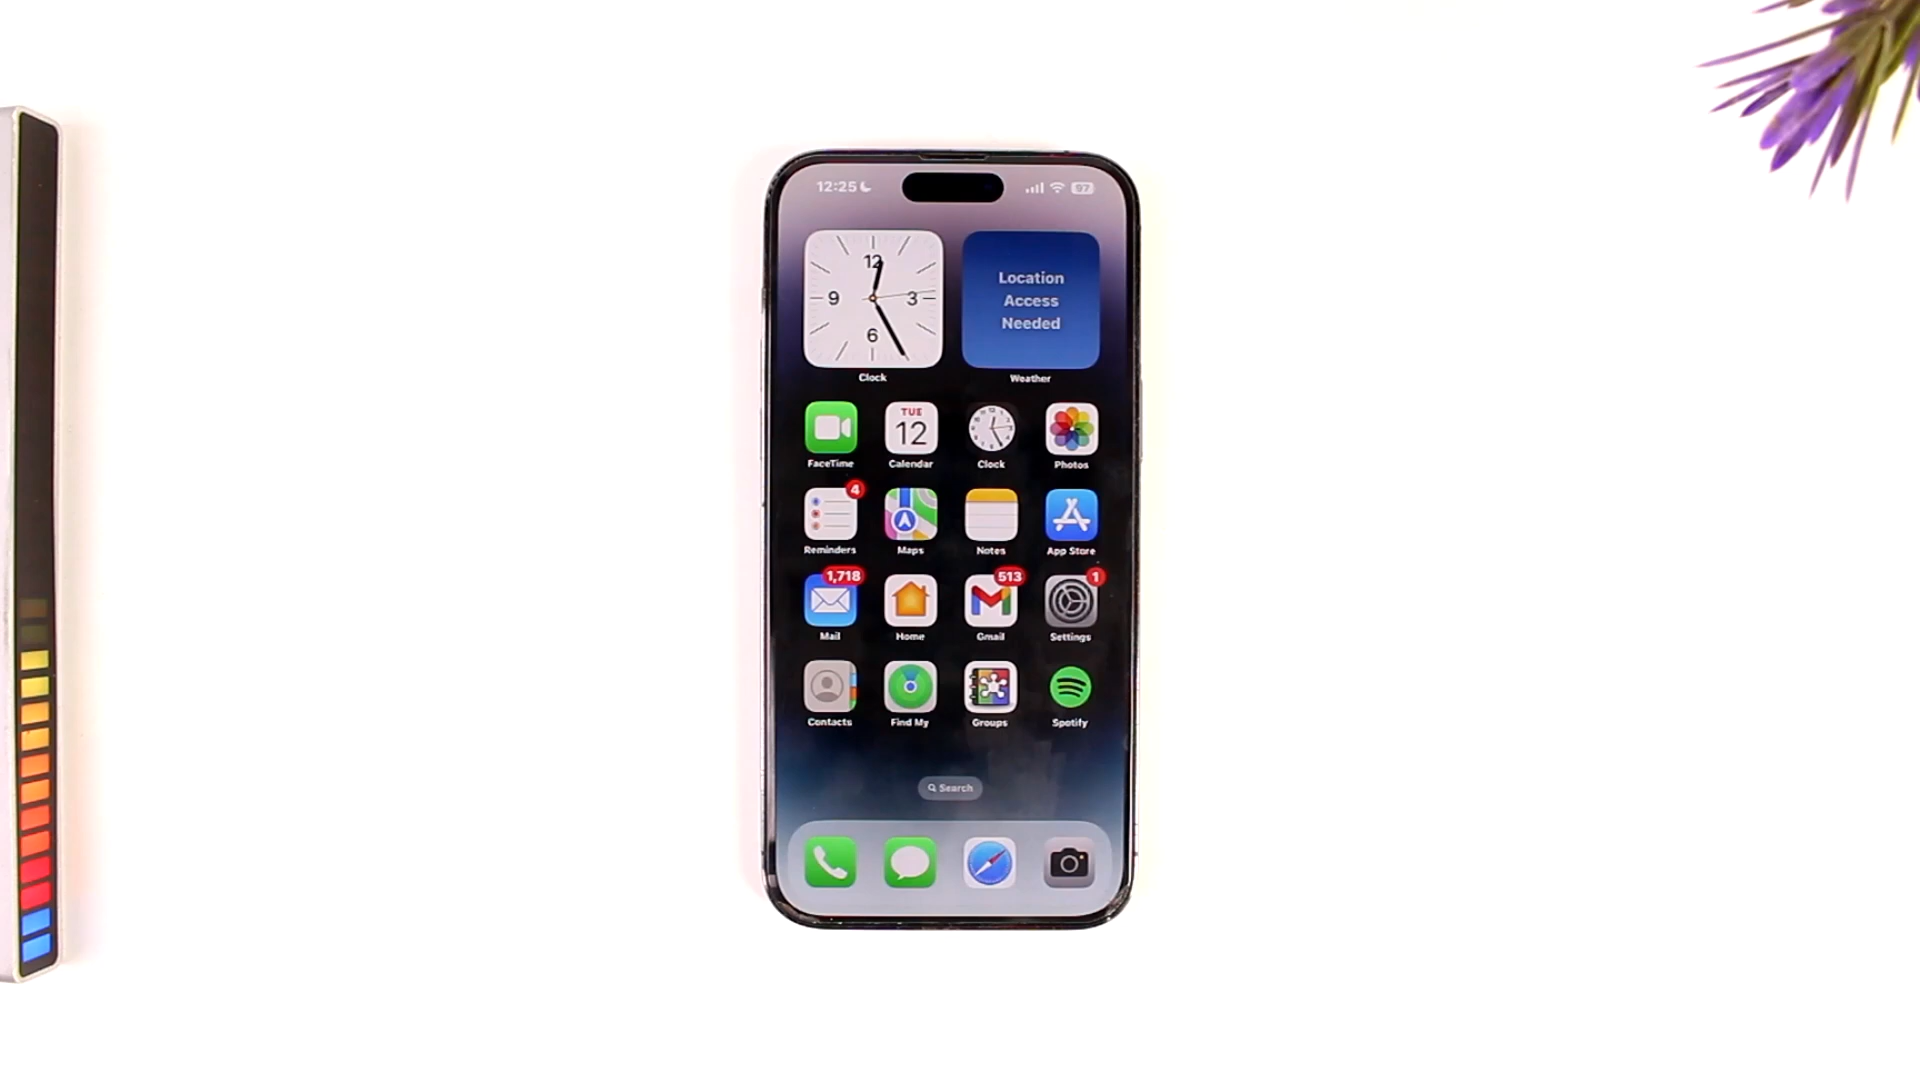 12:25
97
12
9
3
6
Location
Access
Needed
Clock
Weather
TUE
12
FaceTime
Calendar
Clock
Photos
4
Reminders
Maps
Notes
App Store
1,718
513
1
Mail
Home
Gmail
Settings
Contacts
Find My
Groups
Spotify
Search